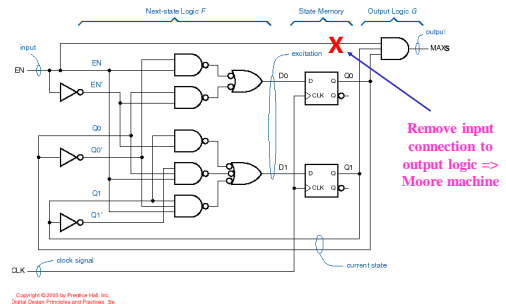 Next-state Logic F
State Memory
Output Logic G
input
excitation
output
X
MAXS
EN
EN
EN'
D0
D Q
Q0
CLK Q
Q0
Q0'
Remove input
connection to
output logic =>
Moore machine
D1
D Q
Q1
CLK Q
Q1
Q1'
clock signal
current state
CLK
Copyright © 2000 by Prentice Hall, Inc.
Digital Design Principles and Practices, 3/e